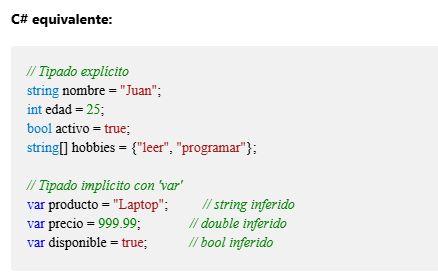 C# equivalente:
// Tipado explícito
string nombre = "Juan";
int edad = 25;
bool activo = true;
string[] hobbies = {"leer", "programar"};
// Tipado implícito con 'var'
var producto = "Laptop"; // string inferido
var precio = 999.99; // double inferido
var disponible = true; // bool inferido